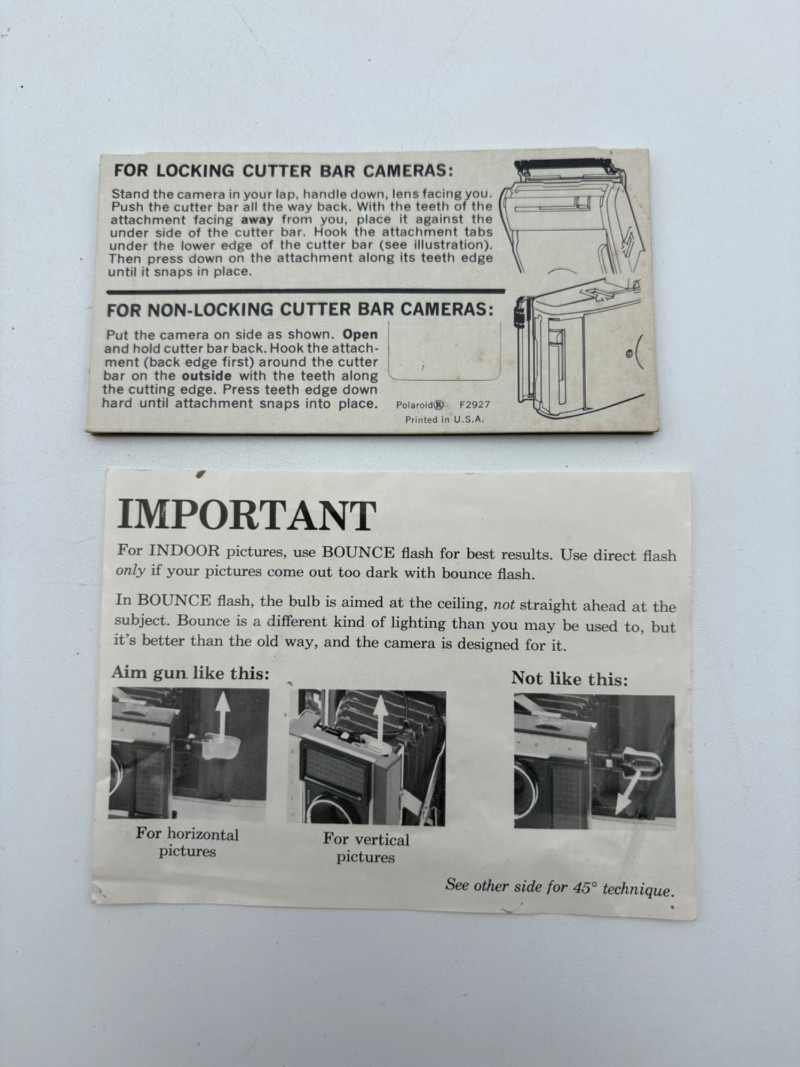 FOR LOCKING CUTTER BAR CAMERAS:
Stand the camera in your lap, handle down, lens facing you.
Push the cutter bar all the way back. With the teeth of the
attachment facing away from you, place it against the
under side of the cutter bar. Hook the attachment tabs
under the lower edge of the cutter bar (see illustration).
Then press down on the attachment along its teeth edge
until it snaps in place.
FOR NON-LOCKING CUTTER BAR CAMERAS:
Put the camera on side as shown. Open
and hold cutter bar back. Hook the attach-
ment (back edge first) around the cutter
bar on the outside with the teeth along
the cutting edge. Press teeth edge down
hard until attachment snaps into place.
Polaroid® F2927
Printed in U.S.A.
IMPORTANT
For INDOOR pictures, use BOUNCE flash for best results. Use direct flash
only if your pictures come out too dark with bounce flash.
In BOUNCE flash, the bulb is aimed at the ceiling, not straight ahead at the
subject. Bounce is a different kind of lighting than you may be used to, but
it's better than the old way, and the camera is designed for it.
Aim gun like this:
Not like this:
For horizontal
pictures
For vertical
pictures
See other side for 45° technique.